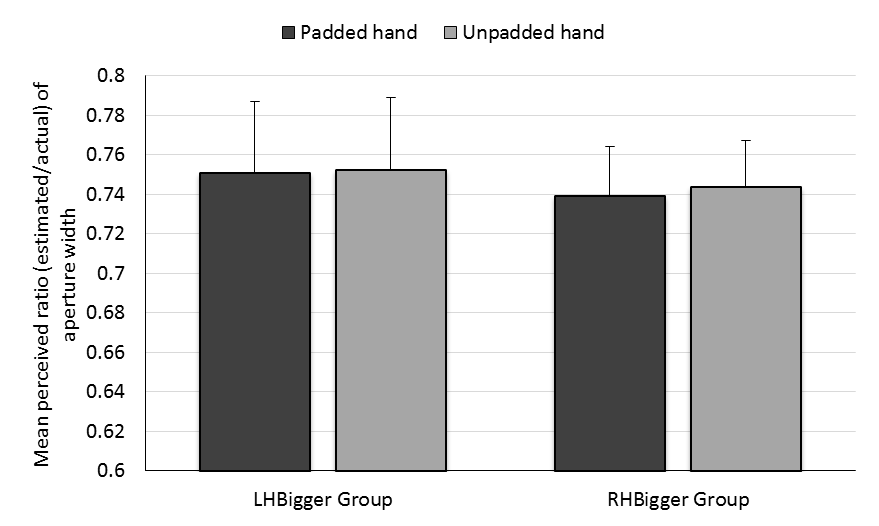 Padded hand Unpadded hand
Mean perceived ratio (estimated/actual) of
aperture width
0.8
0.78
0.76
0.74
0.72
0.7
0.68
0.66
0.64
0.62
0.6
LHBigger Group RHBigger Group